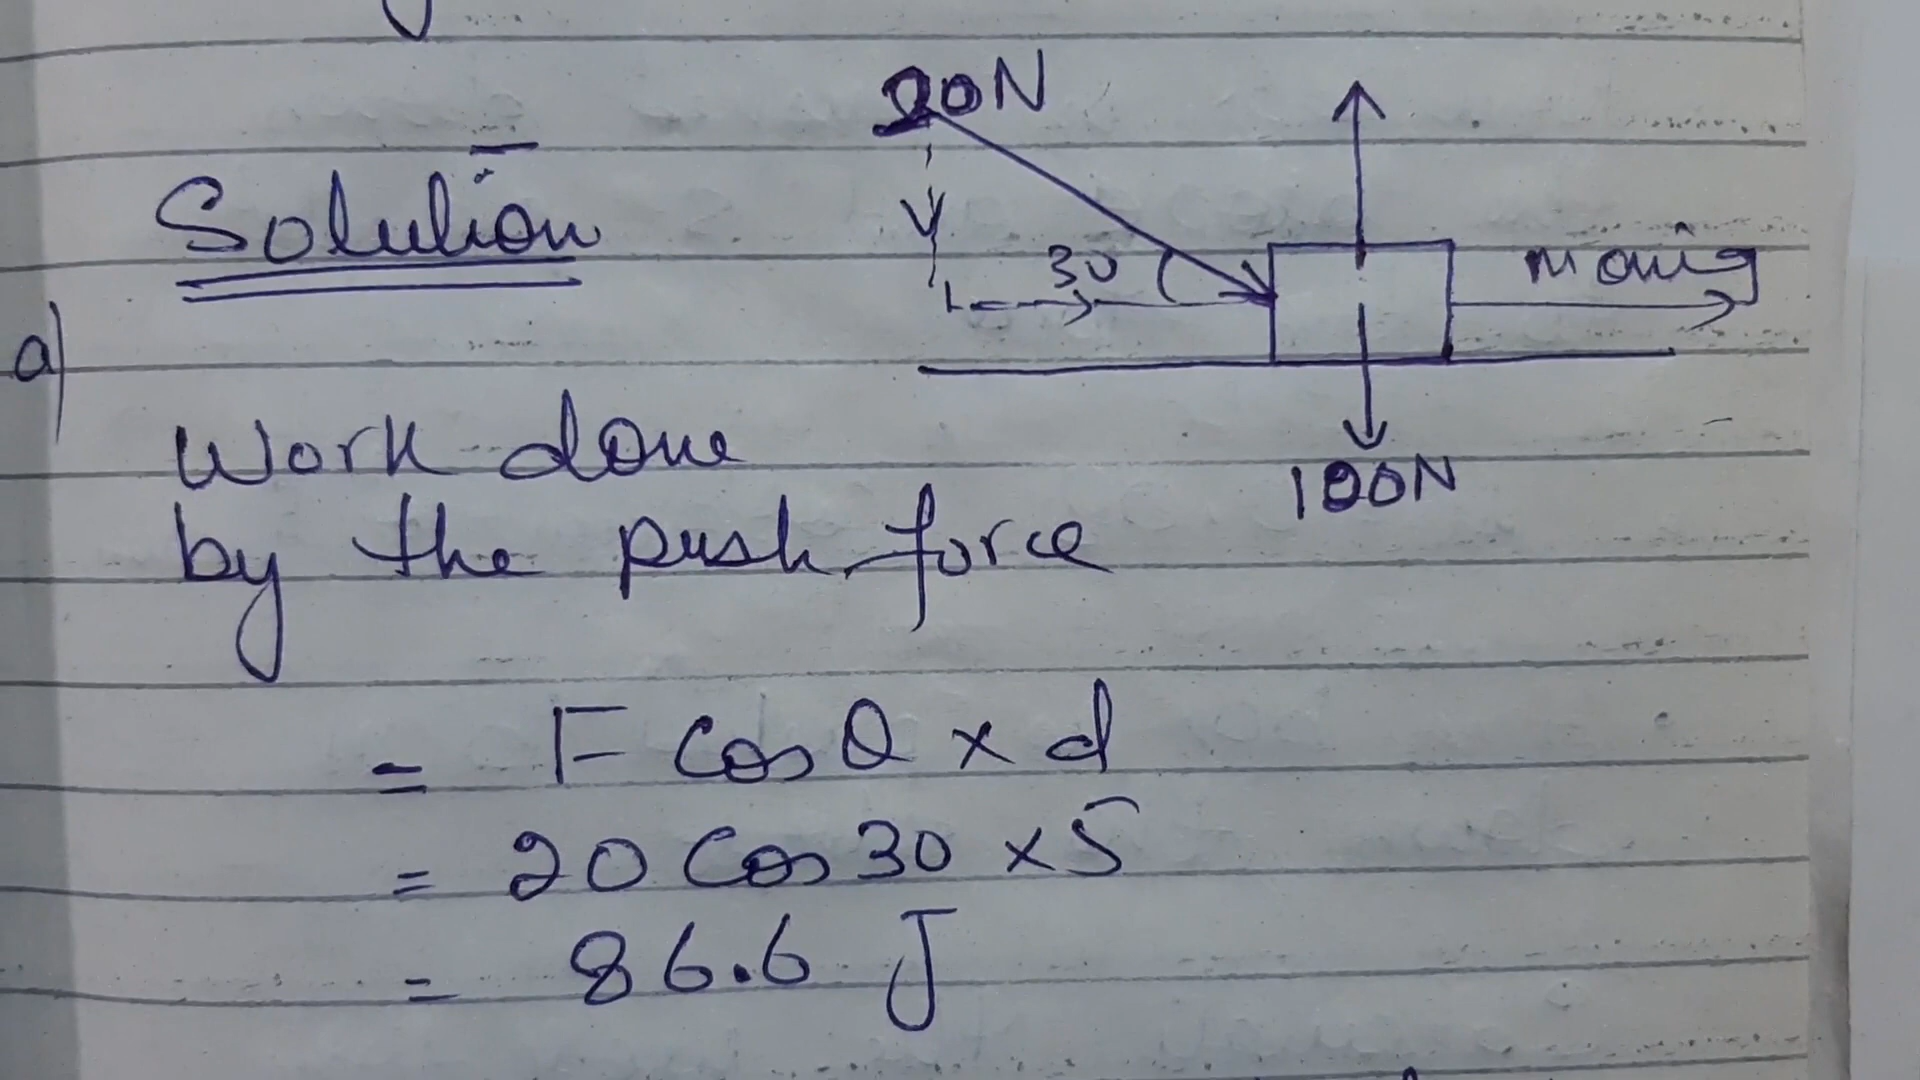 20N
Solution
30
moving
a)
Work done
100N
by the push force
= F Cos θ x d
= 20 Cos 30 x 5
= 86.6 J